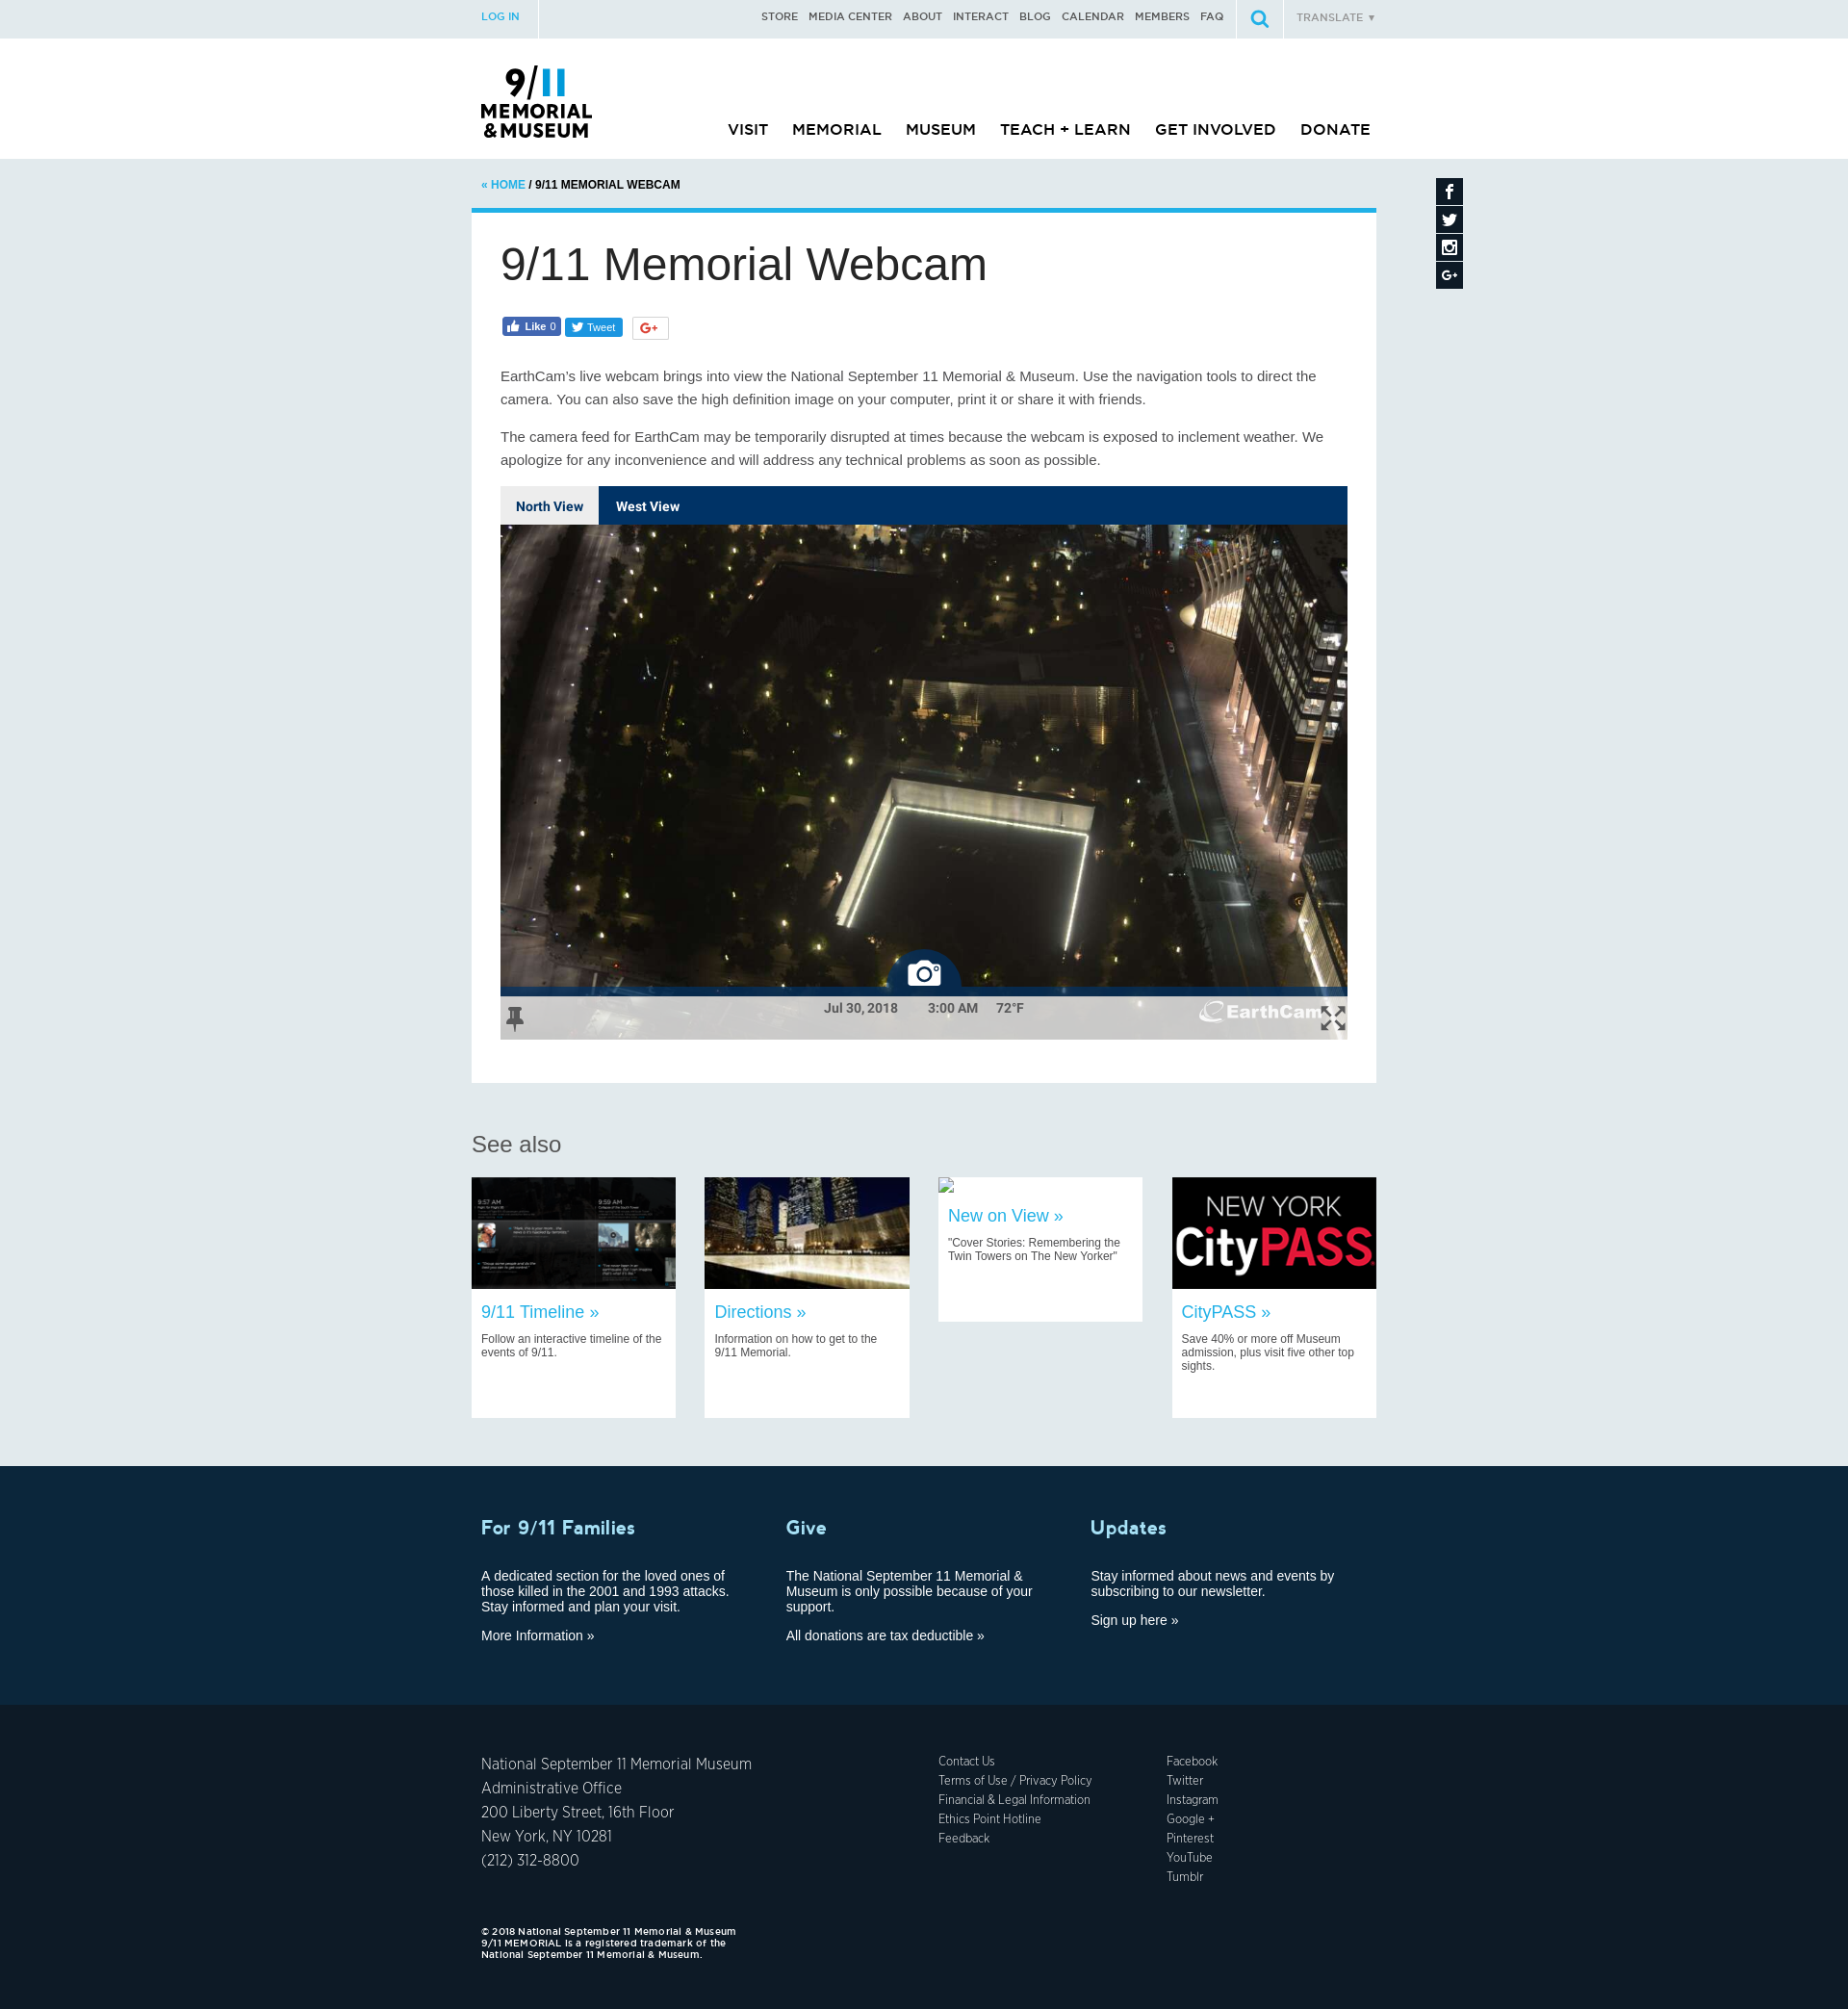 LOG IN
STORE MEDIA CENTER ABOUT INTERACT BLOG CALENDAR MEMBERS FAQ
TRANSLATE ▼
9/11
MEMORIAL
&MUSEUM
VISIT MEMORIAL MUSEUM TEACH + LEARN GET INVOLVED DONATE
« HOME / 9/11 MEMORIAL WEBCAM
9/11 Memorial Webcam
Like 0
Tweet
G+
EarthCam's live webcam brings into view the National September 11 Memorial & Museum. Use the navigation tools to direct the
camera. You can also save the high definition image on your computer, print it or share it with friends.
The camera feed for EarthCam may be temporarily disrupted at times because the webcam is exposed to inclement weather. We
apologize for any inconvenience and will address any technical problems as soon as possible.
North View West View
Jul 30, 2018 3:00 AM 72°F
EarthCam
See also
9:57 AM
9:59 AM
9/11 Timeline »
Follow an interactive timeline of the
events of 9/11.
Directions »
Information on how to get to the
9/11 Memorial.
New on View »
"Cover Stories: Remembering the
Twin Towers on The New Yorker"
NEW YORK
CityPASS
CityPASS »
Save 40% or more off Museum
admission, plus visit five other top
sights.
For 9/11 Families
A dedicated section for the loved ones of
those killed in the 2001 and 1993 attacks.
Stay informed and plan your visit.
More Information »
Give
The National September 11 Memorial &
Museum is only possible because of your
support.
All donations are tax deductible »
Updates
Stay informed about news and events by
subscribing to our newsletter.
Sign up here »
National September 11 Memorial Museum
Administrative Office
200 Liberty Street, 16th Floor
New York, NY 10281
(212) 312-8800
Contact Us
Terms of Use / Privacy Policy
Financial & Legal Information
Ethics Point Hotline
Feedback
Facebook
Twitter
Instagram
Google +
Pinterest
YouTube
Tumblr
© 2018 National September 11 Memorial & Museum
9/11 MEMORIAL is a registered trademark of the
National September 11 Memorial & Museum.